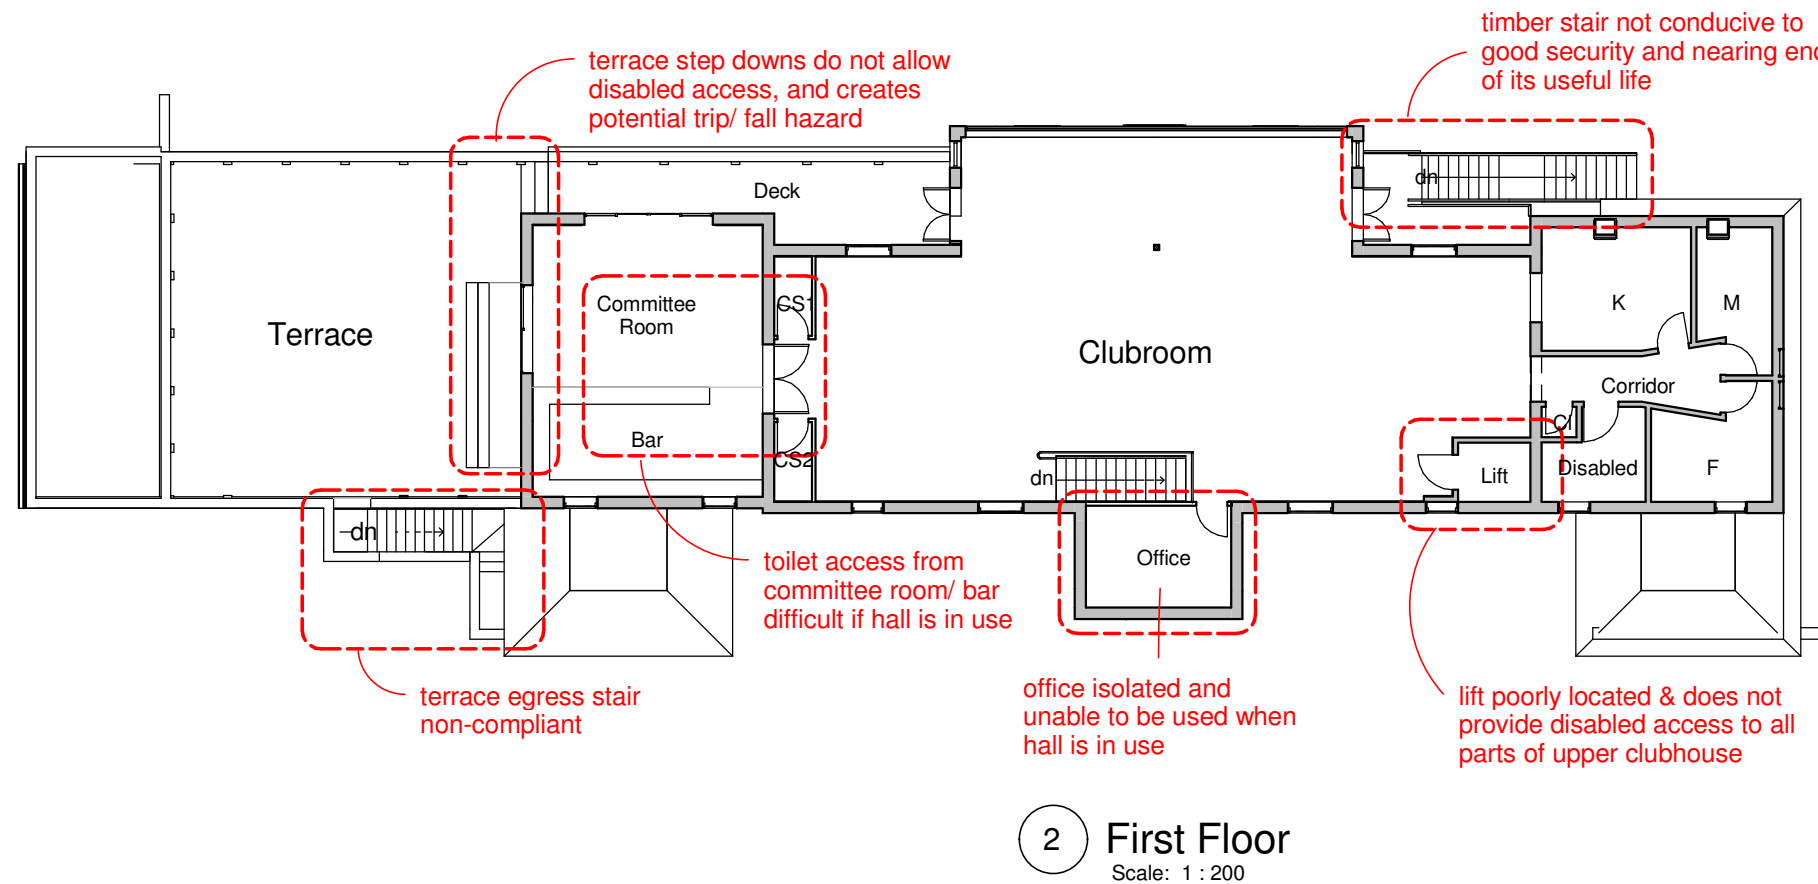 timber stair not conducive to
good security and nearing end
of its useful life
terrace step downs do not allow
disabled access, and creates
potential trip/ fall hazard
dn
Deck
Committee
Room
CS1
K
M
Terrace
Clubroom
Corridor
Cl
Bar
CS2
dn
Lift
Disabled
F
dn
Office
toilet access from
committee room/ bar
difficult if hall is in use
terrace egress stair
non-compliant
office isolated and
unable to be used when
hall is in use
lift poorly located & does not
provide disabled access to all
parts of upper clubhouse
2 First Floor
Scale: 1 : 200